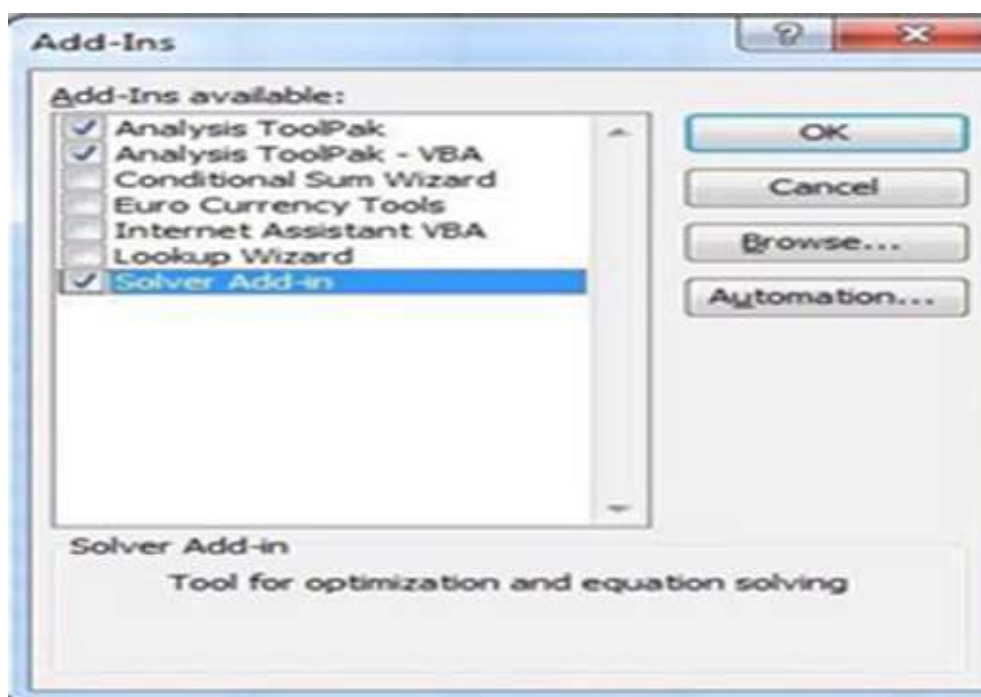 Add-Ins
Add-Ins available:
Analysis ToolPak
Analysis ToolPak - VBA
Conditional Sum Wizard
Euro Currency Tools
Internet Assistant VBA
Lookup Wizard
Solver Add-in
OK
Cancel
Browse...
Automation...
Solver Add-in
Tool for optimization and equation solving